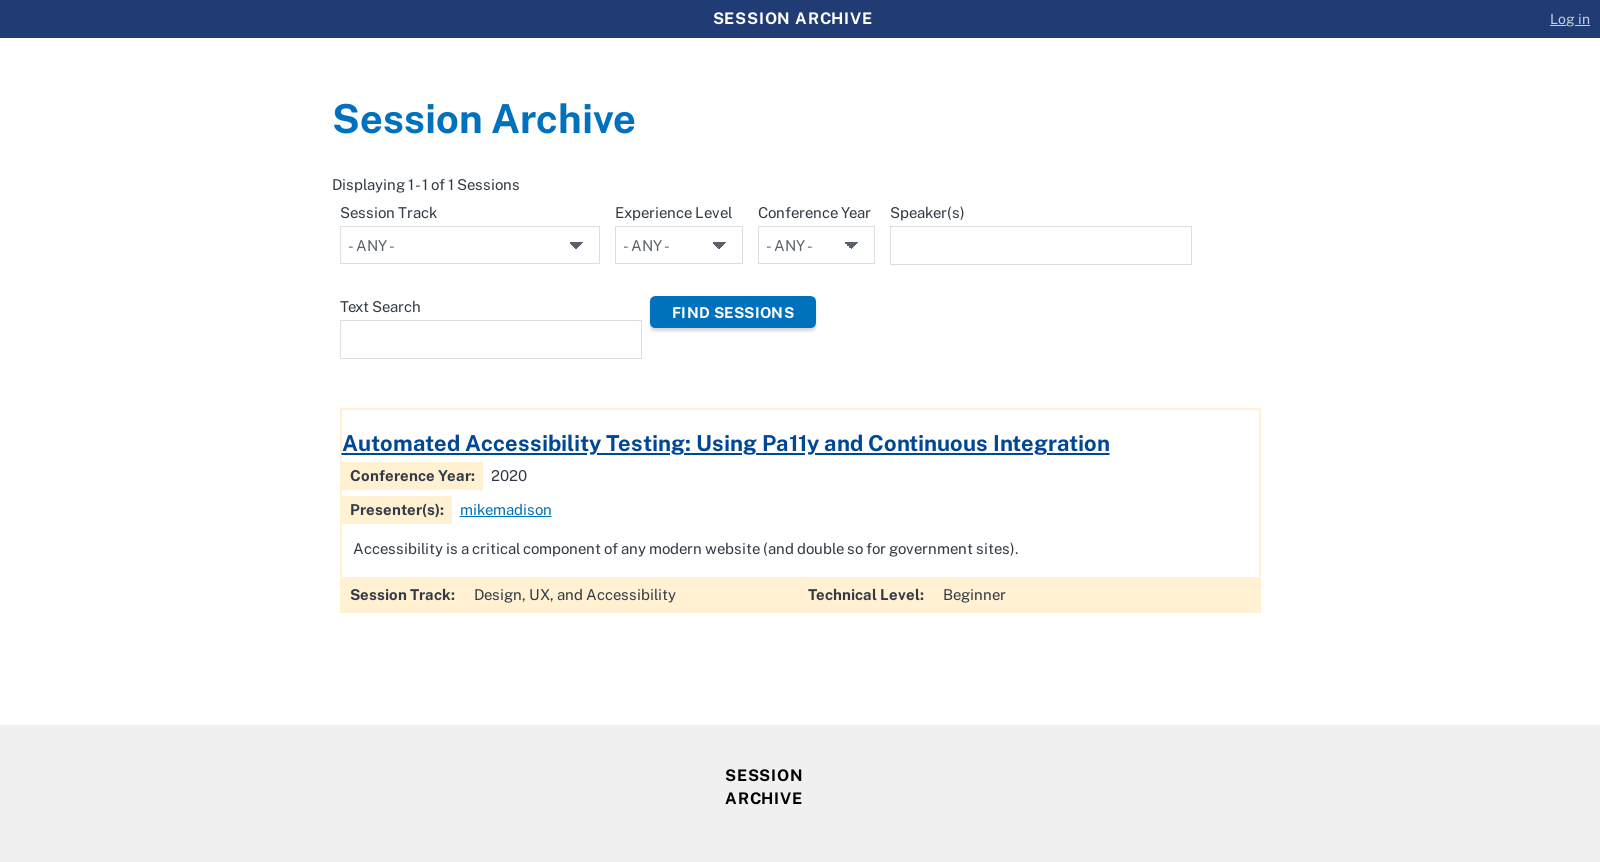 SESSION ARCHIVE
Log in
Session Archive
Displaying 1 - 1 of 1 Sessions
Session Track
Experience Level
Conference Year
Speaker(s)
- ANY -
- ANY -
- ANY -
Text Search
FIND SESSIONS
Automated Accessibility Testing: Using Pa11y and Continuous Integration
Conference Year: 2020
Presenter(s): mikemadison
Accessibility is a critical component of any modern website (and double so for government sites).
Session Track: Design, UX, and Accessibility
Technical Level: Beginner
SESSION
ARCHIVE